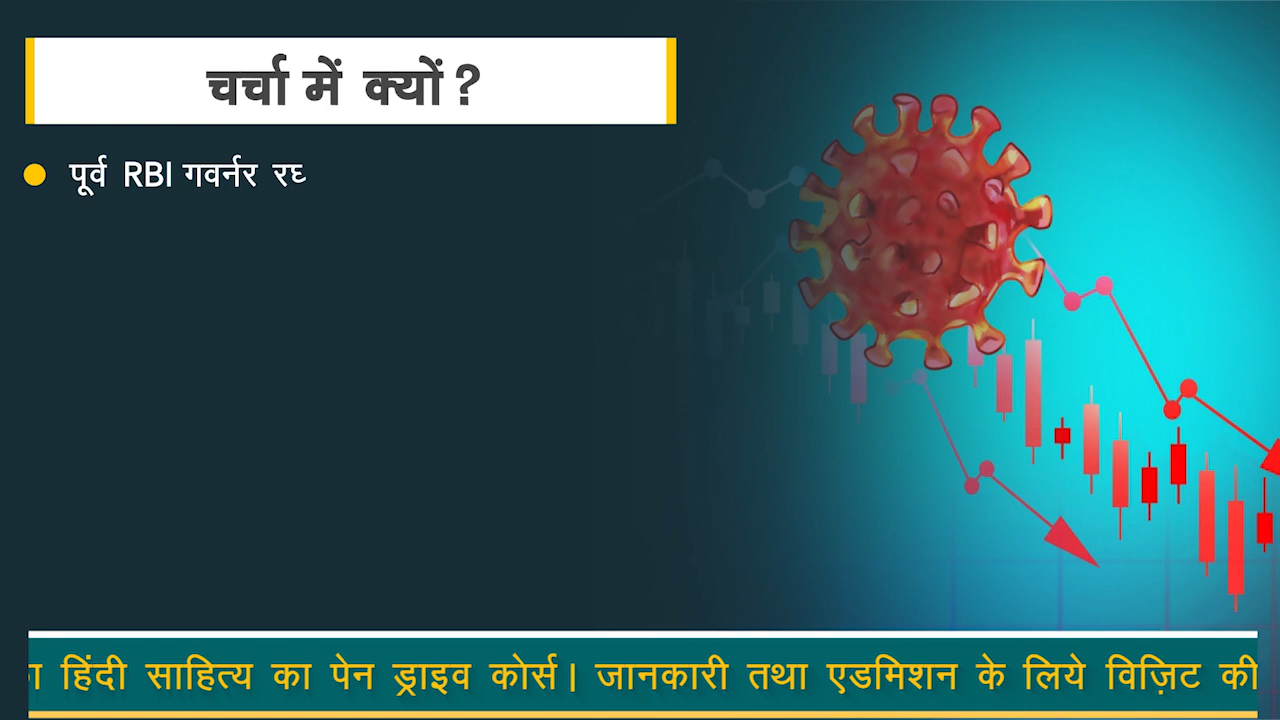 चर्चा में क्यों ?
पूर्व RBI गवर्नर रघ
हिंदी साहित्य का पेन ड्राइव कोर्स। जानकारी तथा एडमिशन के लिये विज़िट की